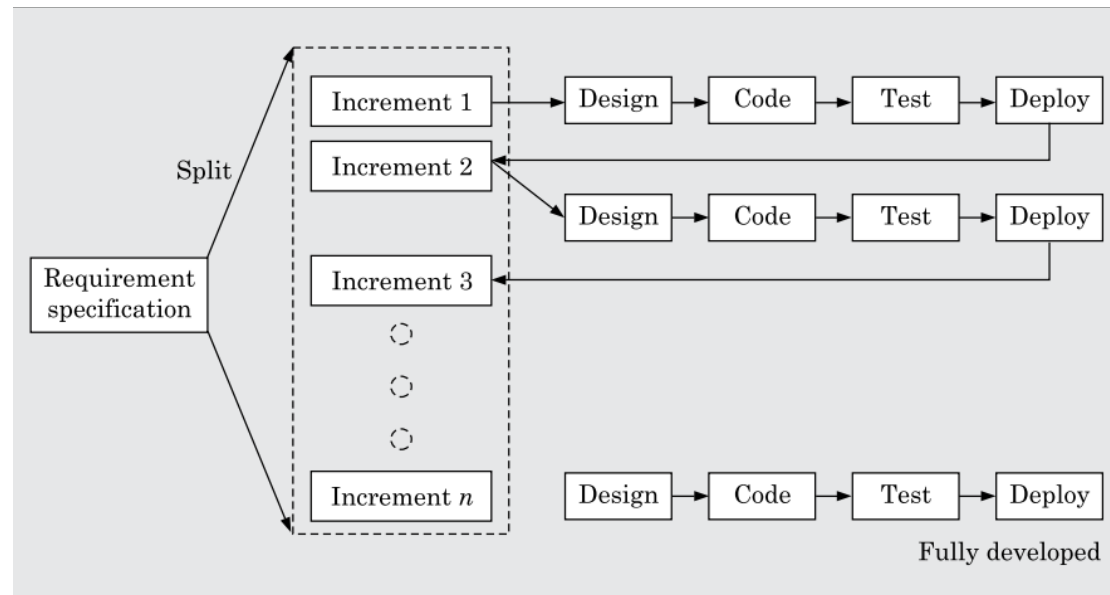 Increment 1
Design
Code
Test
Deploy
Split
Increment 2
Design
Code
Test
Deploy
Requirement
specification
Increment 3
Increment n
Design
Code
Test
Deploy
Fully developed